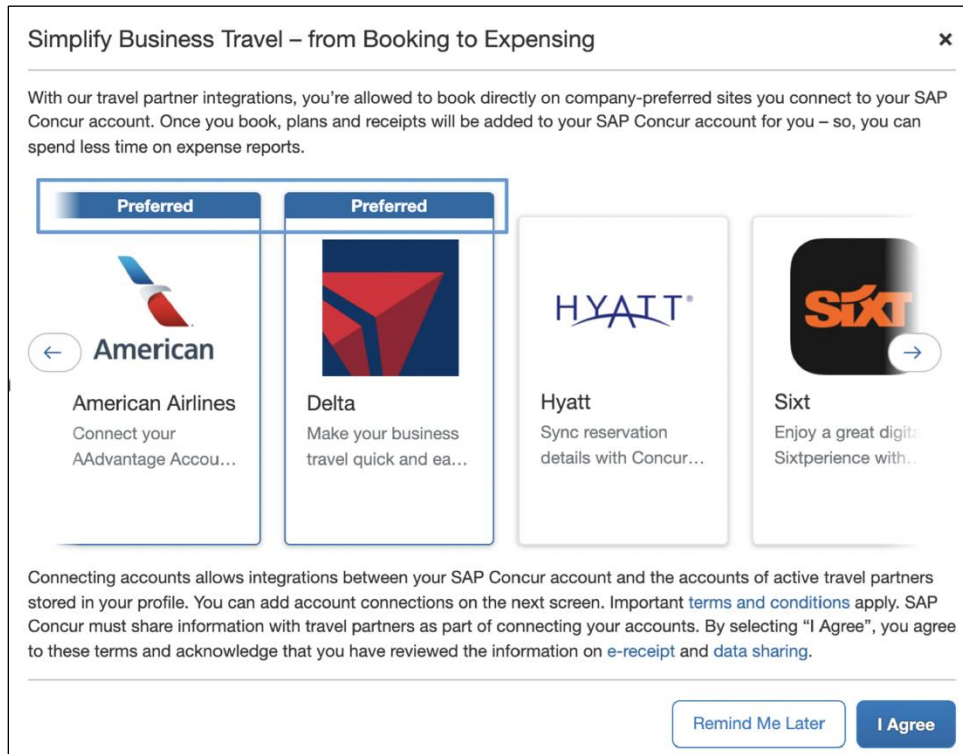 Simplify Business Travel – from Booking to Expensing
With our travel partner integrations, you’re allowed to book directly on company-preferred sites you connect to your SAP
Concur account. Once you book, plans and receipts will be added to your SAP Concur account for you – so, you can
spend less time on expense reports.
Preferred
American
American Airlines
Connect your
AAdvantage Accou...
Preferred
Delta
Make your business
travel quick and ea...
HYATT®
Hyatt
Sync reservation
details with Concur...
SIXT
Sixt
Enjoy a great digita
Sixtperience with...
Connecting accounts allows integrations between your SAP Concur account and the accounts of active travel partners
stored in your profile. You can add account connections on the next screen. Important terms and conditions apply. SAP
Concur must share information with travel partners as part of connecting your accounts. By selecting “I Agree”, you agree
to these terms and acknowledge that you have reviewed the information on e-receipt and data sharing.
Remind Me Later
I Agree